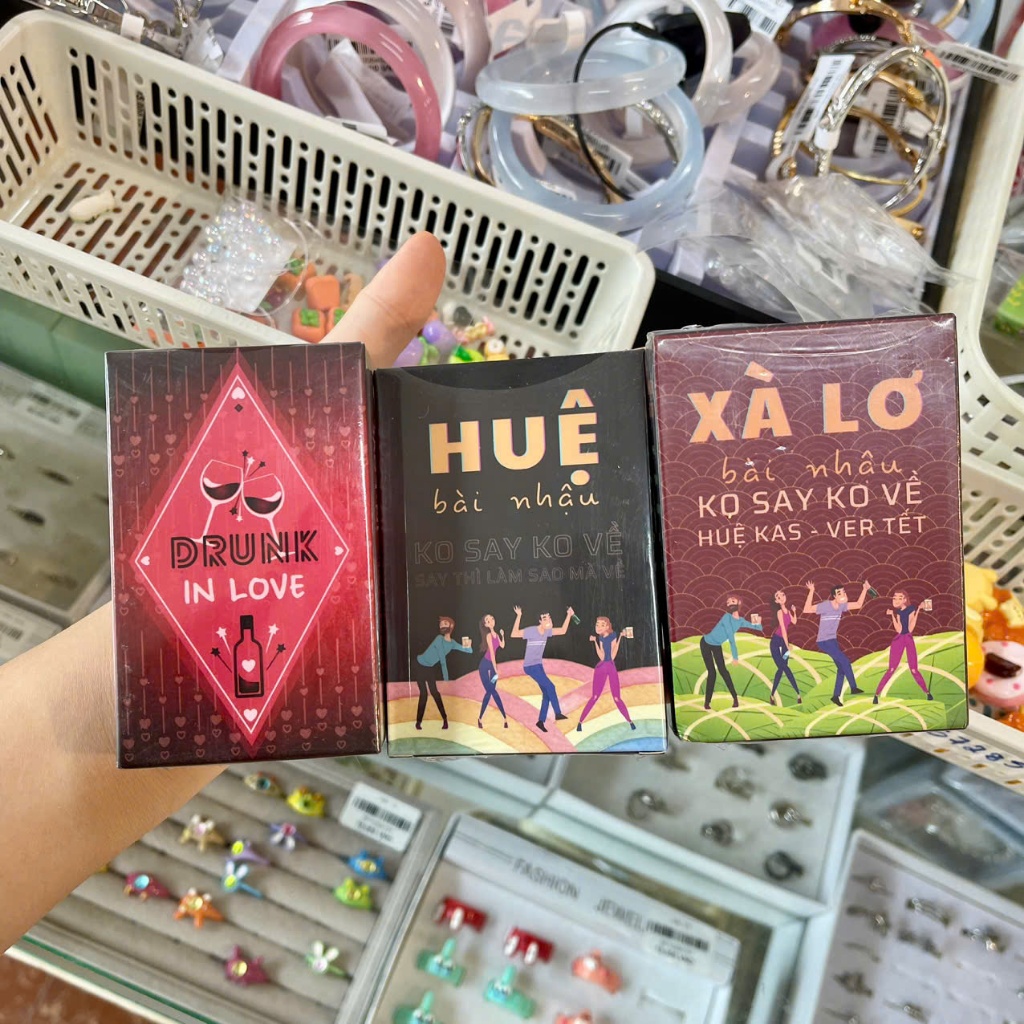 DRUNK
IN LOVE
HUỆ
bài nhậu
KO SAY KO VỀ
SAY THÌ LÀM SAO MÀ VỀ
XÀ LƠ
bài nhậu
KO SAY KO VỀ
HUỆ KAS - VER TẾT
FASHION JEWEL